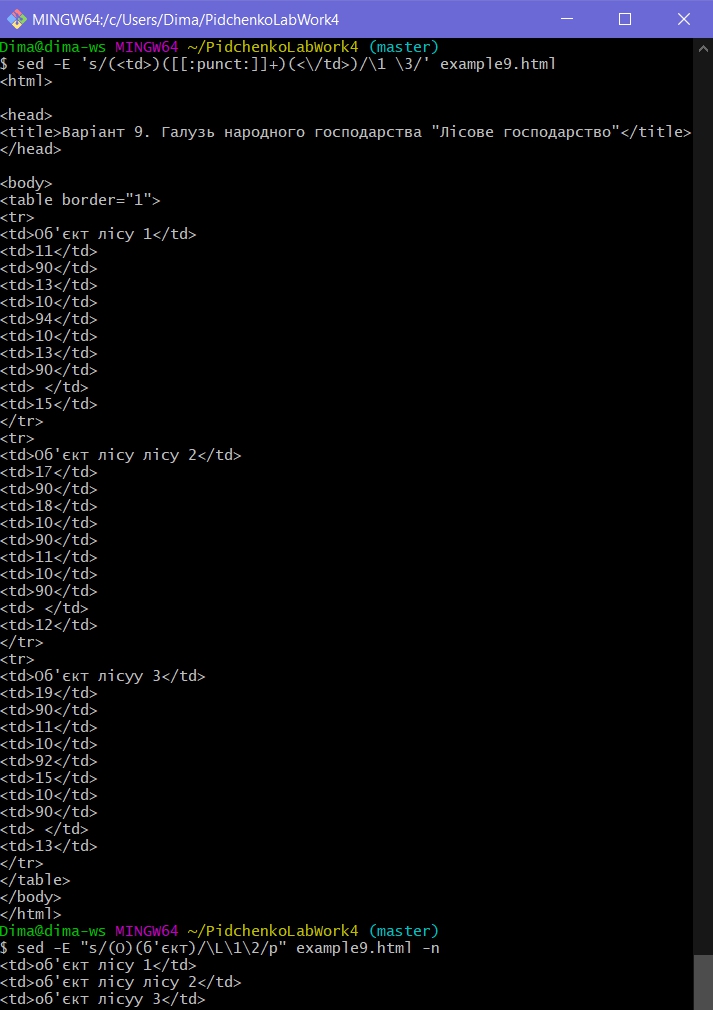 MINGW64:/c/Users/Dima/PidchenkoLabWork4
Dima@dima-ws MINGW64 ~/PidchenkoLabWork4 (master)
$ sed -E 's/(<td>)([[:punct:]]+)(<\/td>)/\1 \3/' example9.html
<html>

<head>
<title>Варіант 9. Галузь народного господарства "Лісове господарство"</title>
</head>

<body>
<table border="1">
<tr>
<td>Об'єкт лісу 1</td>
<td>11</td>
<td>90</td>
<td>13</td>
<td>10</td>
<td>94</td>
<td>10</td>
<td>13</td>
<td>90</td>
<td> </td>
<td>15</td>
</tr>
<tr>
<td>Об'єкт лісу лісу 2</td>
<td>17</td>
<td>90</td>
<td>18</td>
<td>10</td>
<td>90</td>
<td>11</td>
<td>10</td>
<td>90</td>
<td> </td>
<td>12</td>
</tr>
<tr>
<td>Об'єкт лісуу 3</td>
<td>19</td>
<td>90</td>
<td>11</td>
<td>10</td>
<td>92</td>
<td>15</td>
<td>10</td>
<td>90</td>
<td> </td>
<td>13</td>
</tr>
</table>
</body>
</html>
Dima@dima-ws MINGW64 ~/PidchenkoLabWork4 (master)
$ sed -E "s/(О)(б'єкт)/\L\1\2/p" example9.html -n
<td>об'єкт лісу 1</td>
<td>об'єкт лісу лісу 2</td>
<td>об'єкт лісуу 3</td>